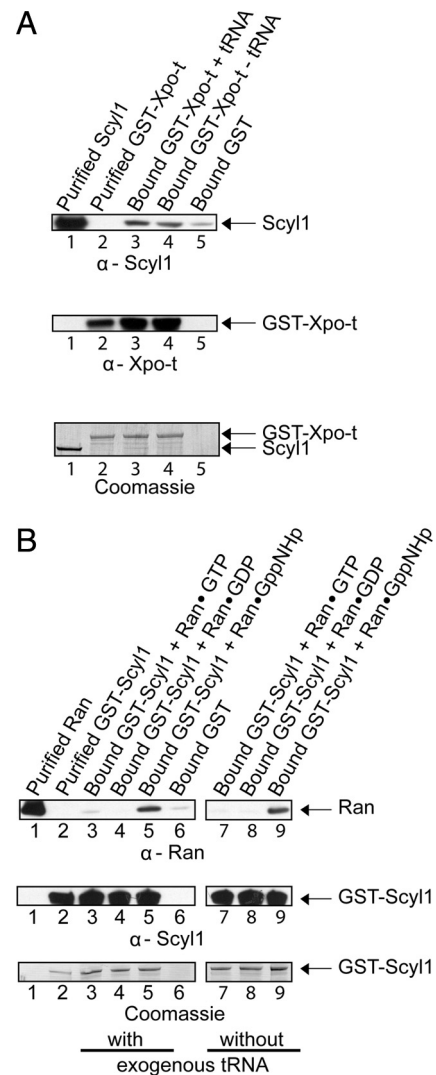 A
Purified Scyl1
Purified GST-Xpo-t
Bound GST-Xpo-t + tRNA
Bound GST-Xpo-t - tRNA
Bound GST
Scyl1
1 2 3 4 5
α - Scyl1
GST-Xpo-t
1 2 3 4 5
α - Xpo-t
GST-Xpo-t
Scyl1
1 2 3 4 5
Coomassie
B
Purified Ran
Purified GST-Scyl1
Bound GST-Scyl1 + Ran•GTP
Bound GST-Scyl1 + Ran•GDP
Bound GST-Scyl1 + Ran•GppNHp
Bound GST
Bound GST-Scyl1 + Ran•GTP
Bound GST-Scyl1 + Ran•GDP
Bound GST-Scyl1 + Ran•GppNHp
Ran
1 2 3 4 5 6 7 8 9
α - Ran
GST-Scyl1
1 2 3 4 5 6 7 8 9
α - Scyl1
GST-Scyl1
1 2 3 4 5 6 7 8 9
Coomassie
with without
exogenous tRNA